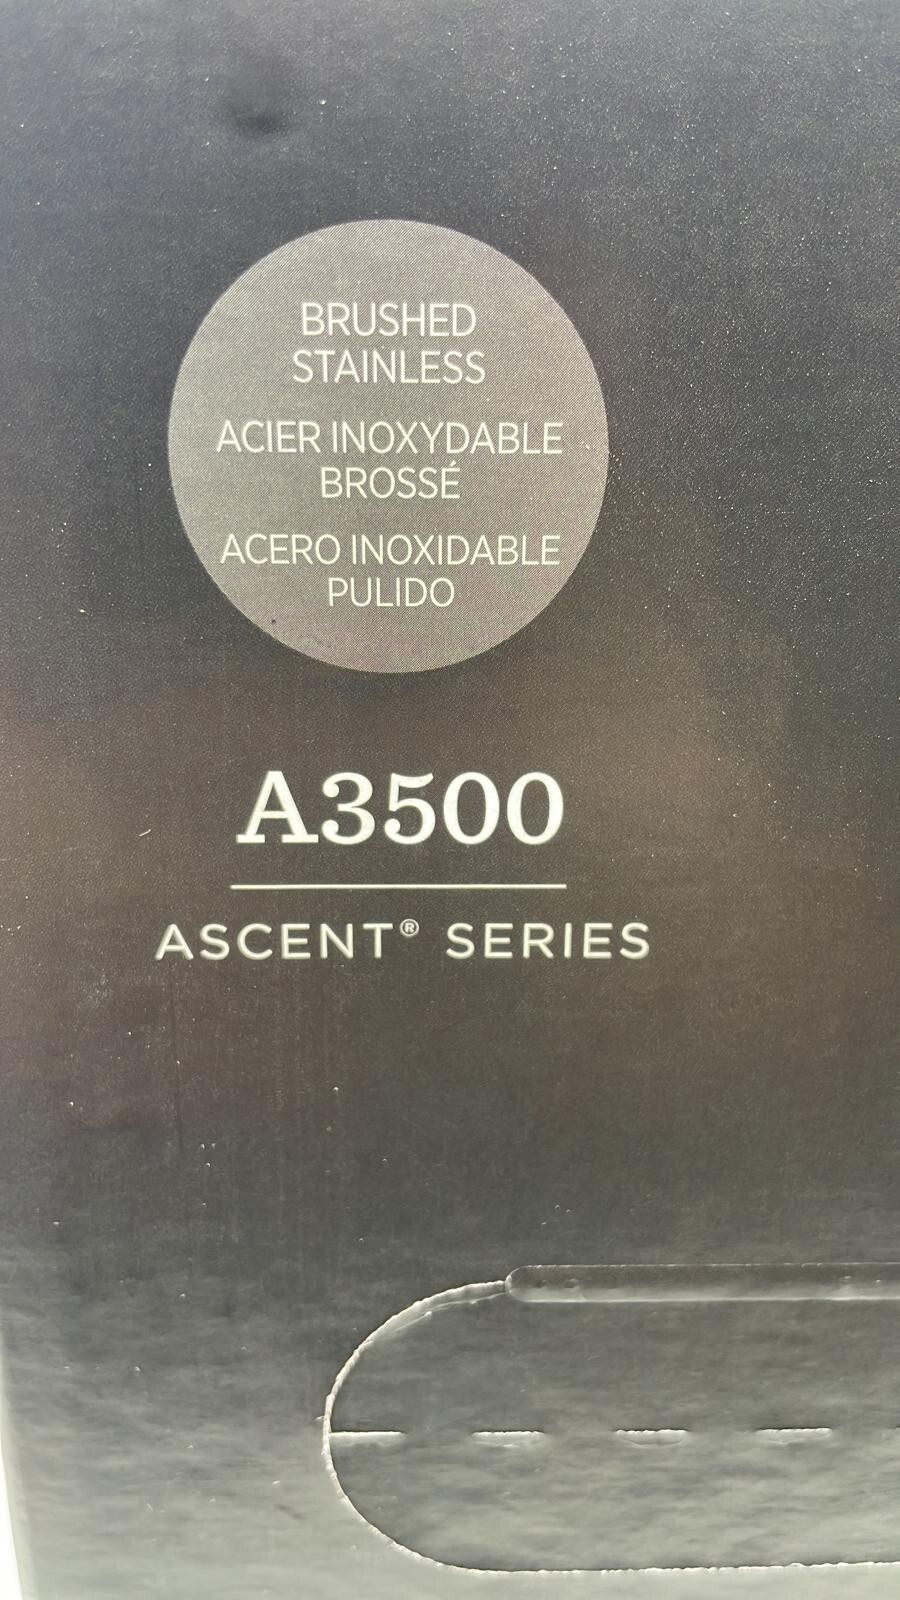 BRUSHED
STAINLESS
ACIER INOXYDABLE
BROSSÉ
ACERO INOXIDABLE
PULIDO
A3500
ASCENT® SERIES